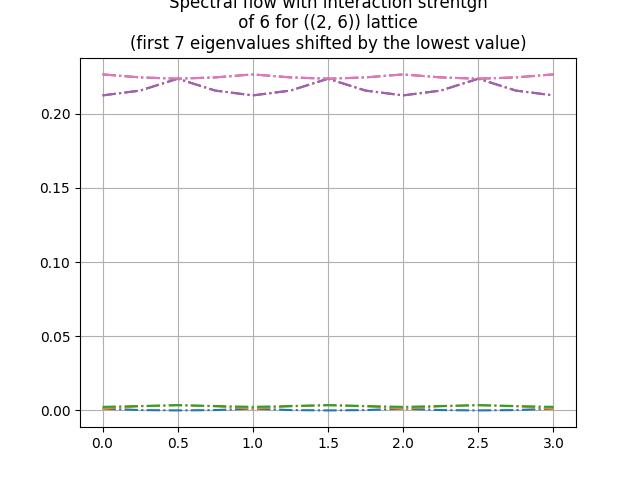 Spectral flow with interaction strentgh
of 6 for ((2, 6)) lattice
(first 7 eigenvalues shifted by the lowest value)
0.20
0.15
0.10
0.05
0.00
0.0 0.5 1.0 1.5 2.0 2.5 3.0